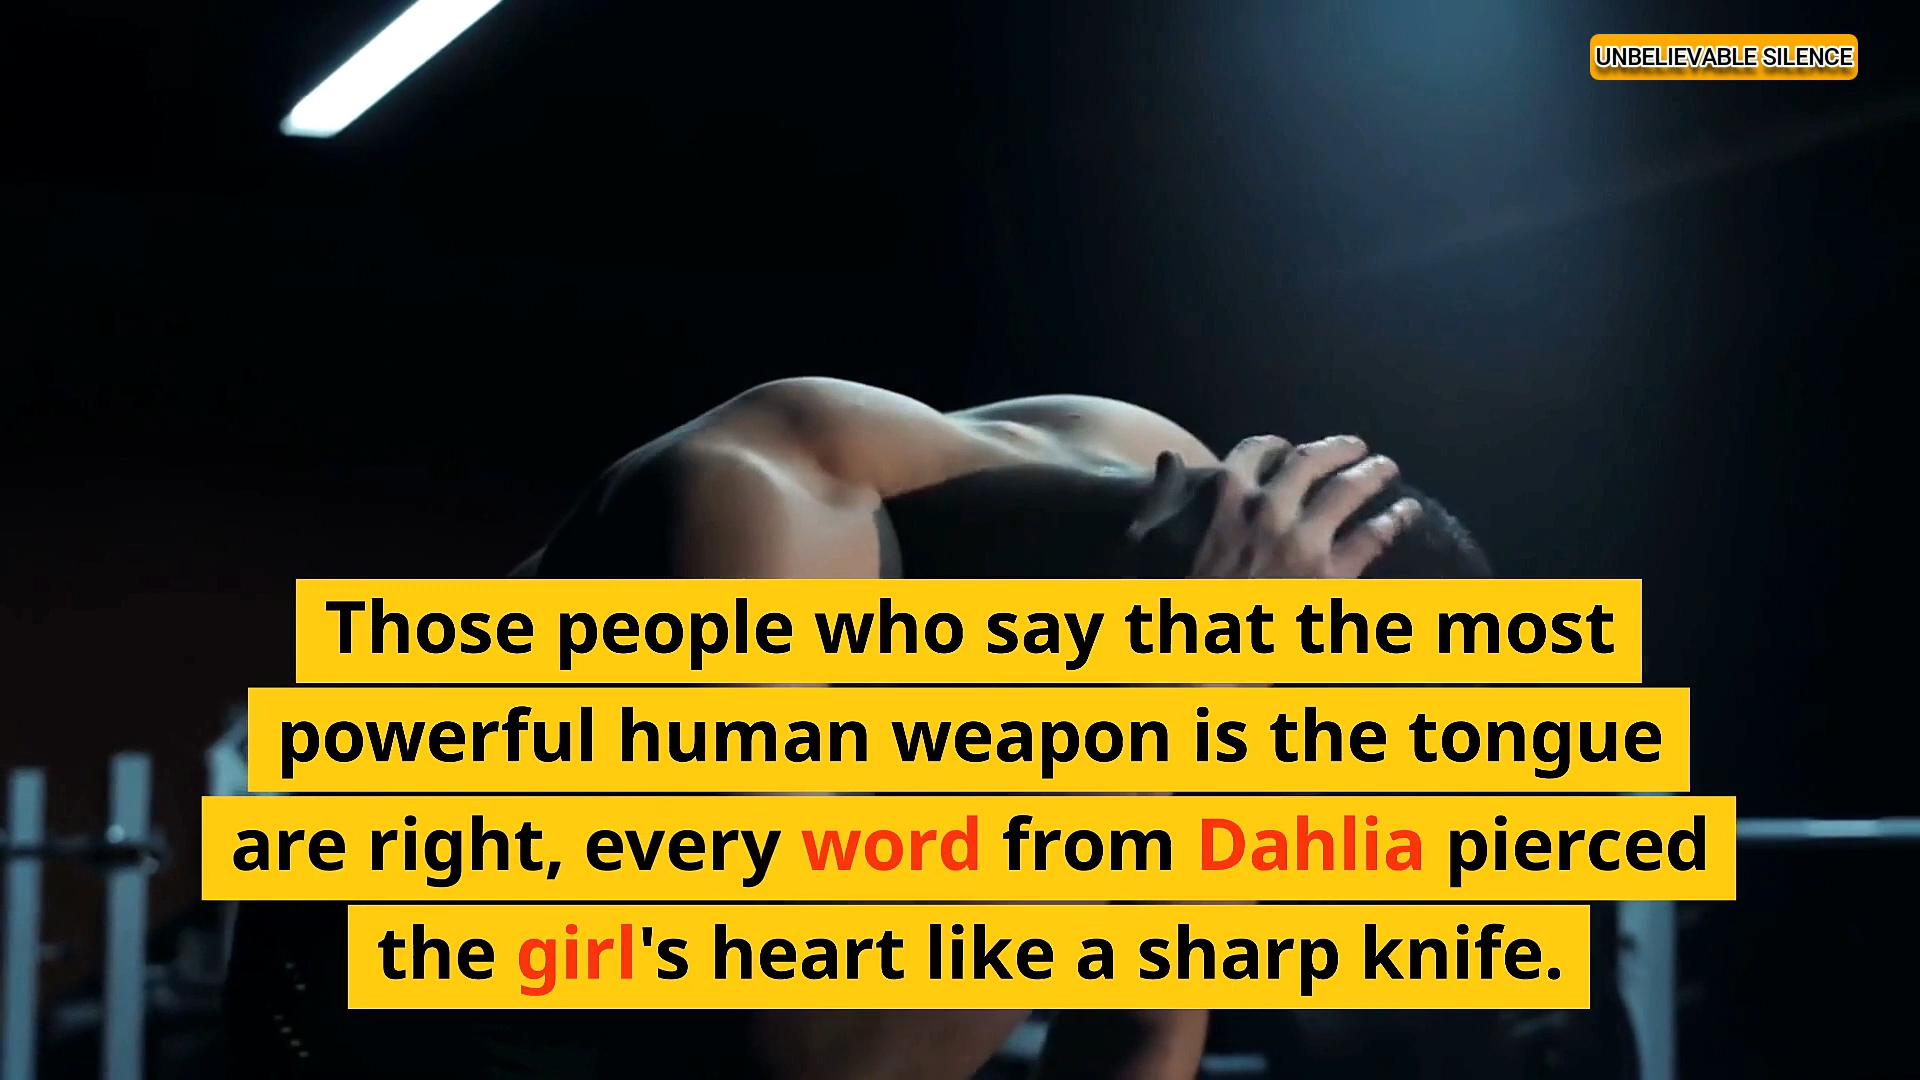 UNBELIEVABLE SILENCE
Those people who say that the most
powerful human weapon is the tongue
are right, every word from Dahlia pierced
the girl's heart like a sharp knife.